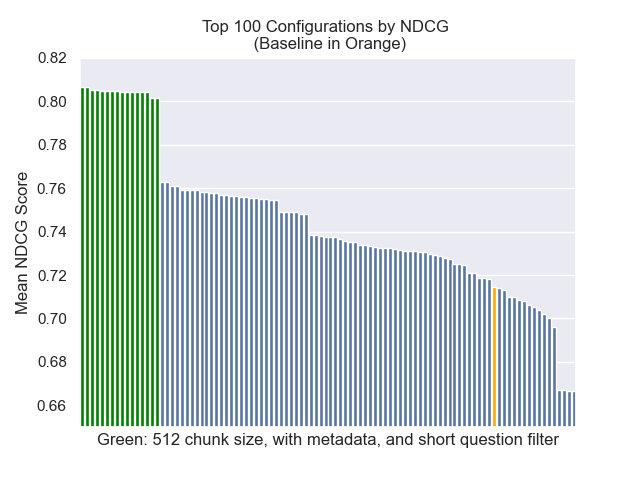 Top 100 Configurations by NDCG
(Baseline in Orange)
0.82
0.80
0.78
0.76
0.74
0.72
0.70
0.68
0.66
Mean NDCG Score
Green: 512 chunk size, with metadata, and short question filter